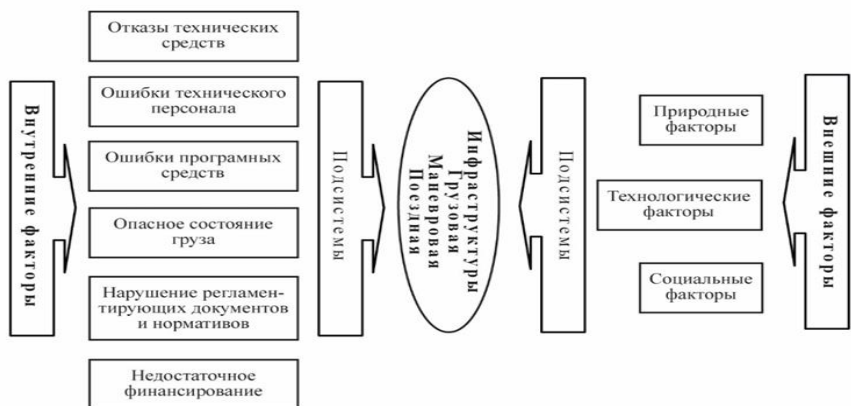 Внутренние факторы
Отказы технических
средств
Ошибки технического
персонала
Ошибки програмных
средств
Опасное состояние
груза
Нарушение регламен-
тирующих документов
и нормативов
Недостаточное
финансирование
Подсистемы
Инфраструктуры
Грузовая
Маневровая
Поездная
Подсистемы
Природные
факторы
Технологические
факторы
Социальные
факторы
Внешние факторы